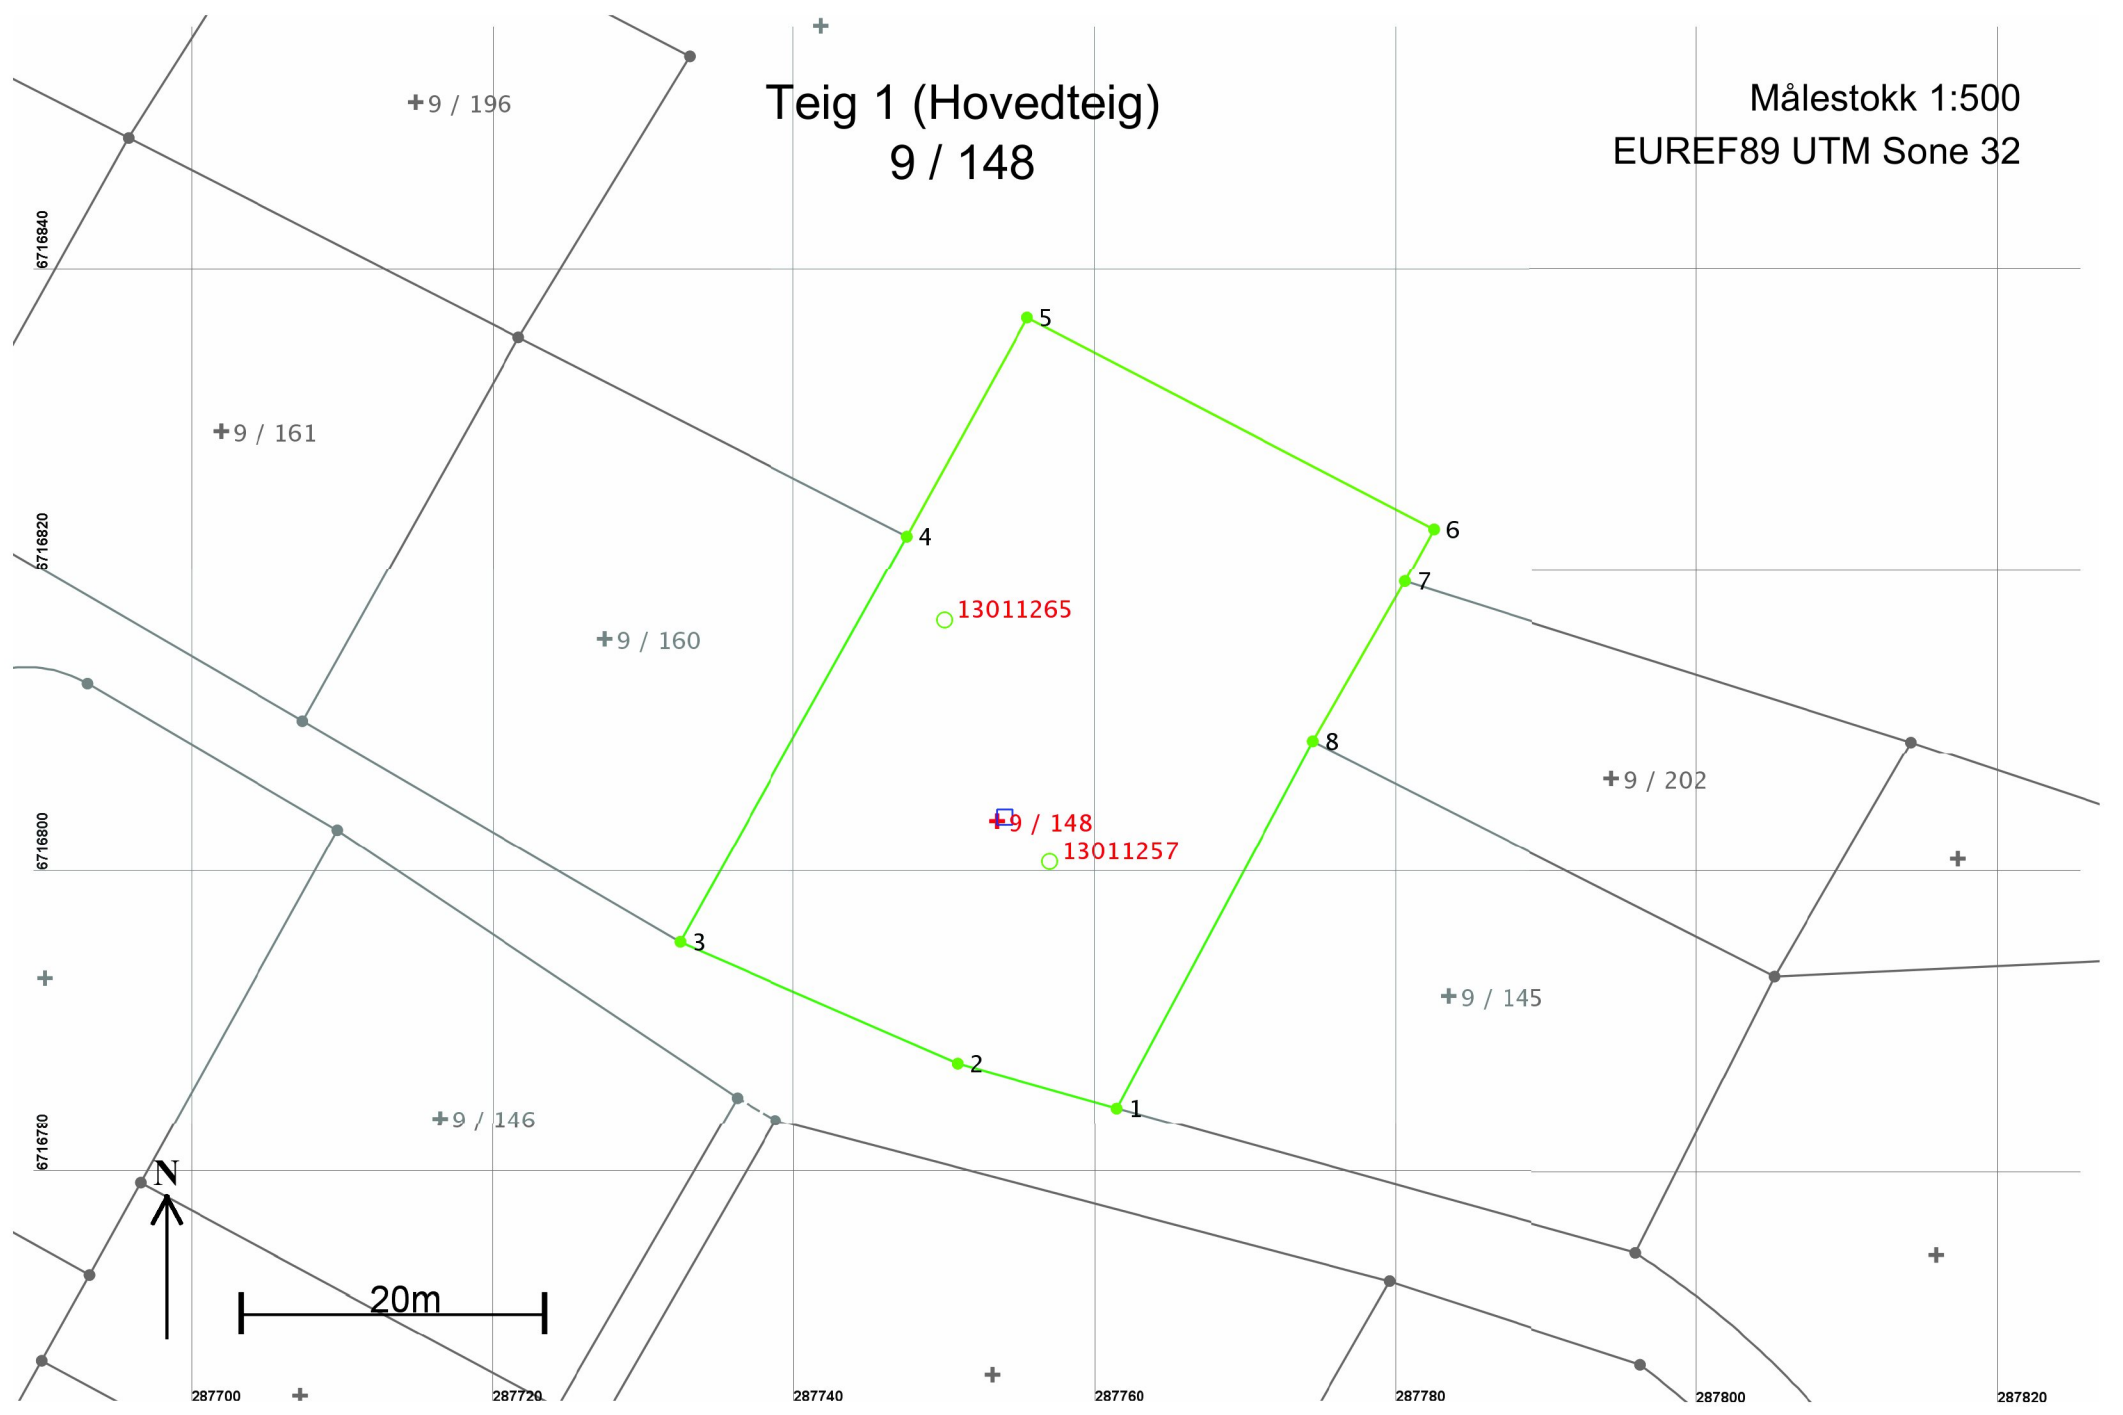 Teig 1 (Hovedteig)
9 / 148
Målestokk 1:500
EUREF89 UTM Sone 32
9 / 196
6716840
5
9 / 161
4
6
6716820
7
13011265
9 / 160
8
9 / 202
6716800
9 / 148
13011257
3
9 / 145
2
1
9 / 146
6716780
N
20m
287700
287720
287740
287760
287780
287800
287820